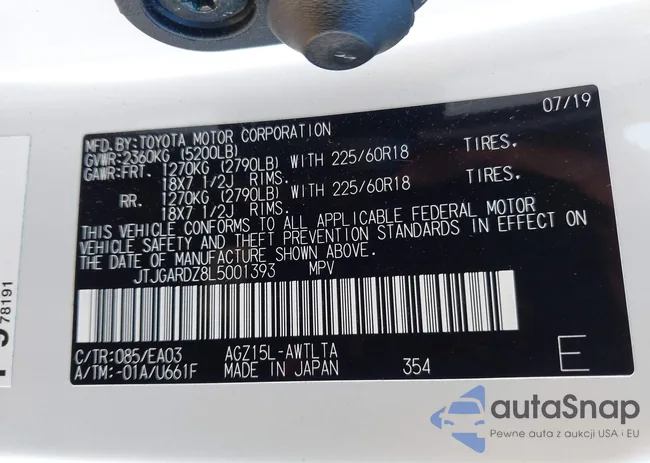 07/19
MFD.BY:TOYOTA MOTOR CORPORATION
GVWR:2360KG (5200LB)
GAWR:FRT. 1270KG (2790LB) WITH 225/60R18 TIRES.
18X7 1/2J RIMS.
RR. 1270KG (2790LB) WITH 225/60R18 TIRES.
18X7 1/2J RIMS.
THIS VEHICLE CONFORMS TO ALL APPLICABLE FEDERAL MOTOR
VEHICLE SAFETY AND THEFT PREVENTION STANDARDS IN EFFECT ON
THE DATE OF MANUFACTURE SHOWN ABOVE.
JTJGARDZ8L5001393 MPV
C/TR:085/EA03 AGZ15L-AWTLTA
A/TM:-01A/U661F MADE IN JAPAN 354 E
78191
autaSnap
Pewne auta z aukcji USA i EU